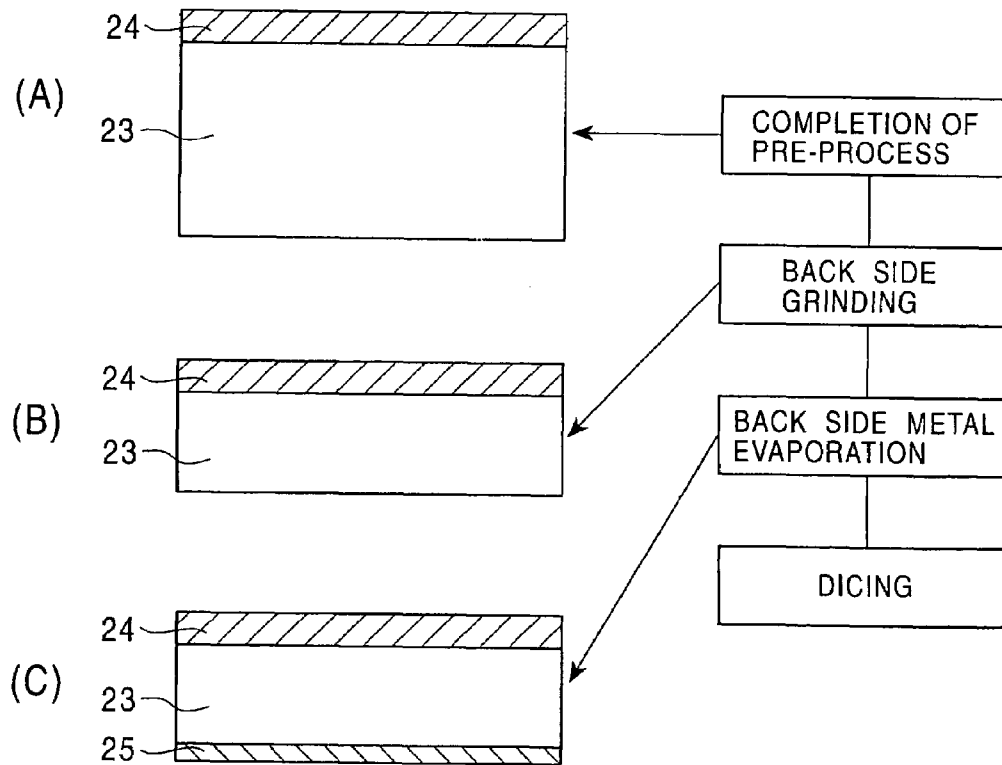 24
(A)
23
COMPLETION OF
PRE-PROCESS
BACK SIDE
GRINDING
24
(B)
23
BACK SIDE METAL
EVAPORATION
DICING
24
(C)
23
25